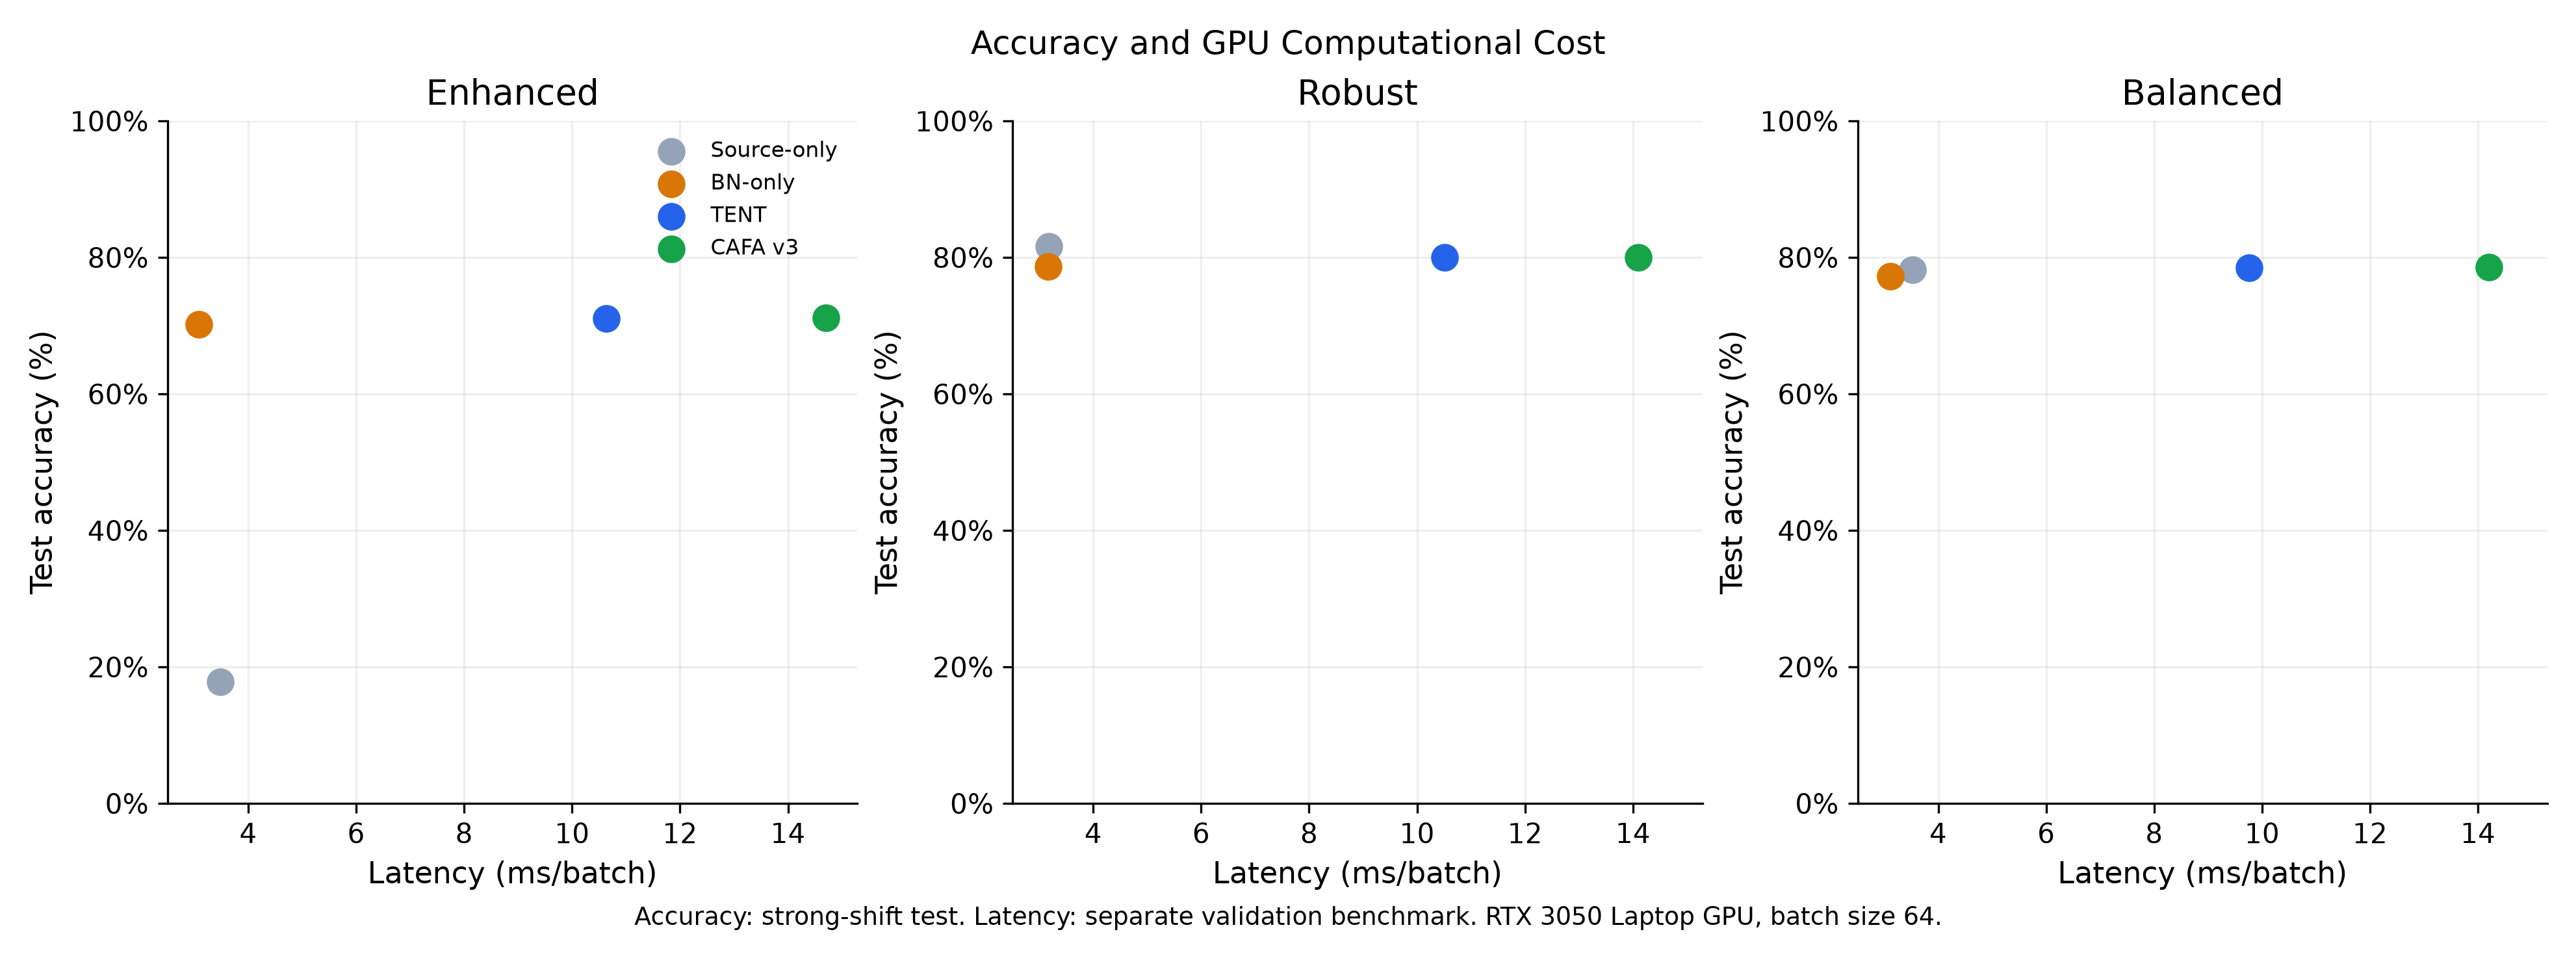 Accuracy and GPU Computational Cost
Enhanced
100%
80%
60%
40%
20%
0%
Test accuracy (%)
Source-only
BN-only
TENT
CAFA v3
4 6 8 10 12 14
Latency (ms/batch)
Robust
100%
80%
60%
40%
20%
0%
Test accuracy (%)
4 6 8 10 12 14
Latency (ms/batch)
Balanced
100%
80%
60%
40%
20%
0%
Test accuracy (%)
4 6 8 10 12 14
Latency (ms/batch)
Accuracy: strong-shift test. Latency: separate validation benchmark. RTX 3050 Laptop GPU, batch size 64.